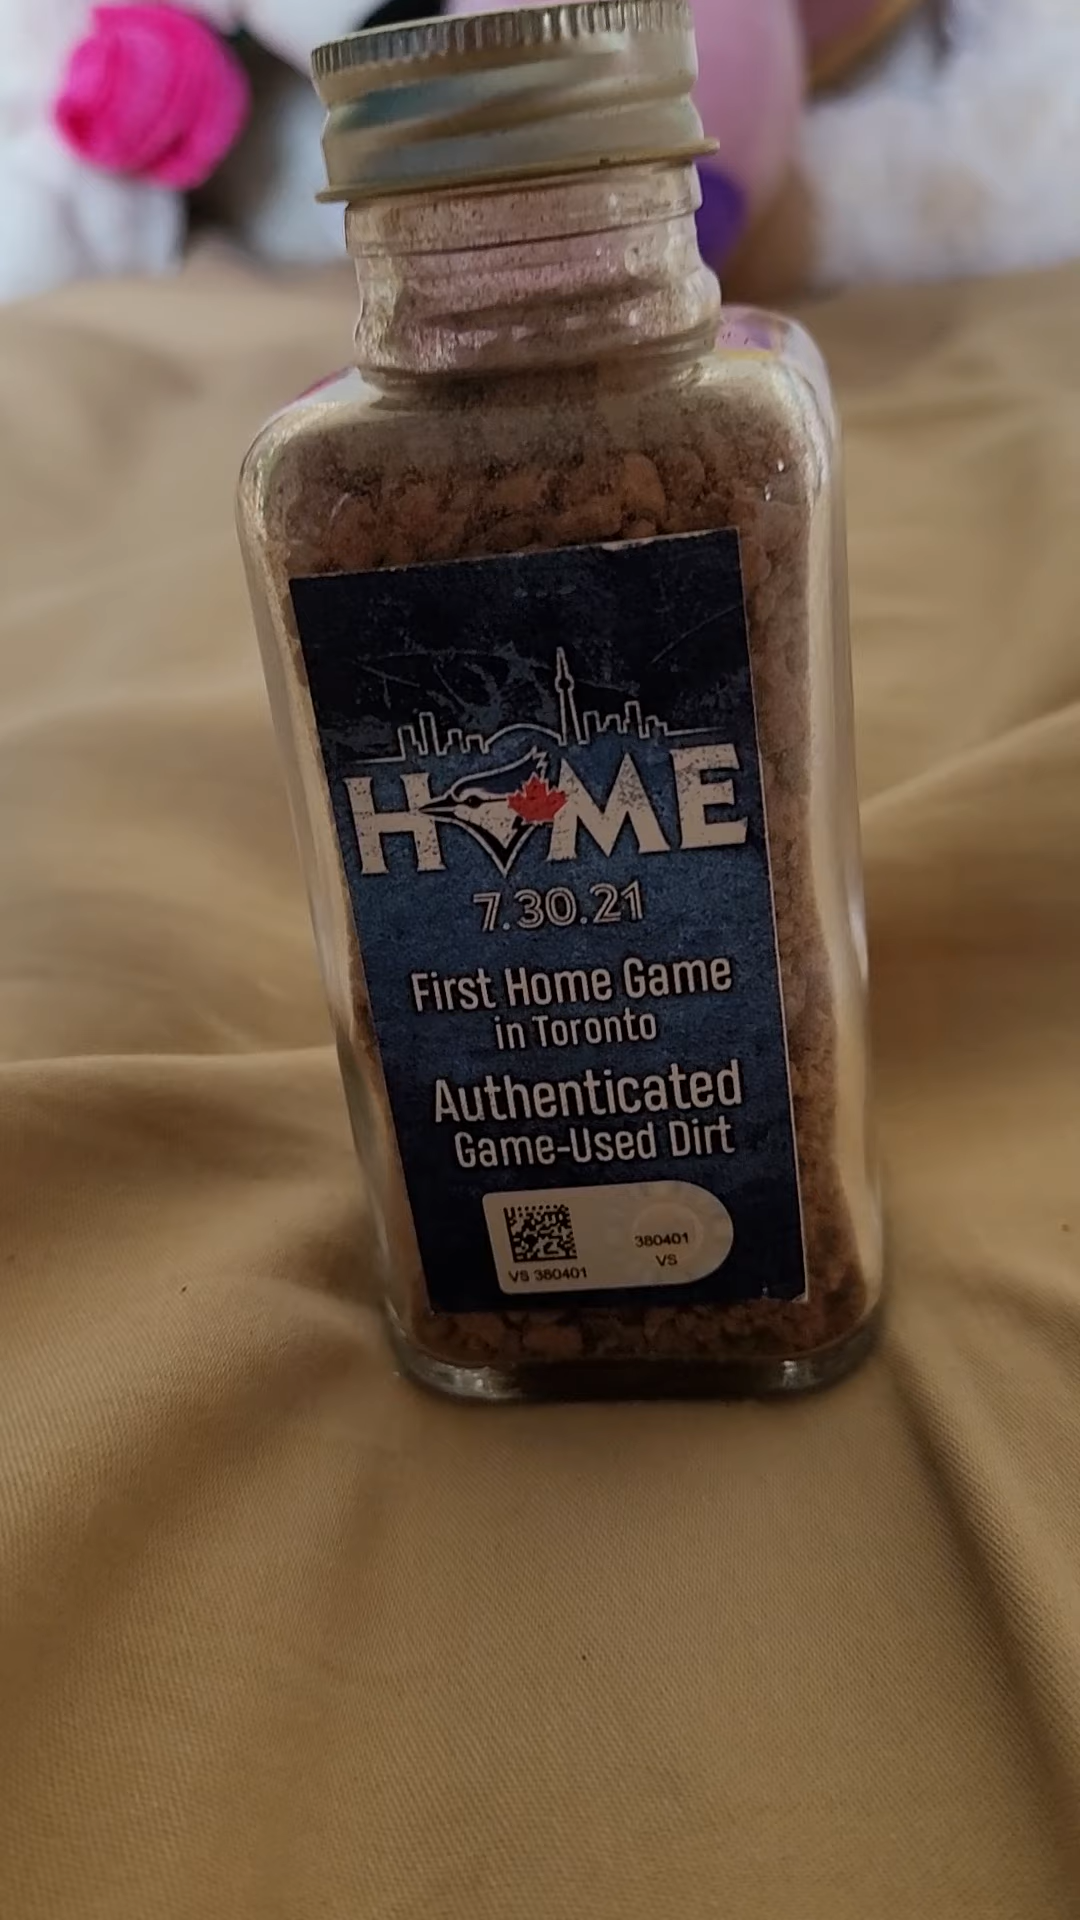 HOME
7.30.21
First Home Game
in Toronto
Authenticated
Game-Used Dirt
380401
VS
VS 380401